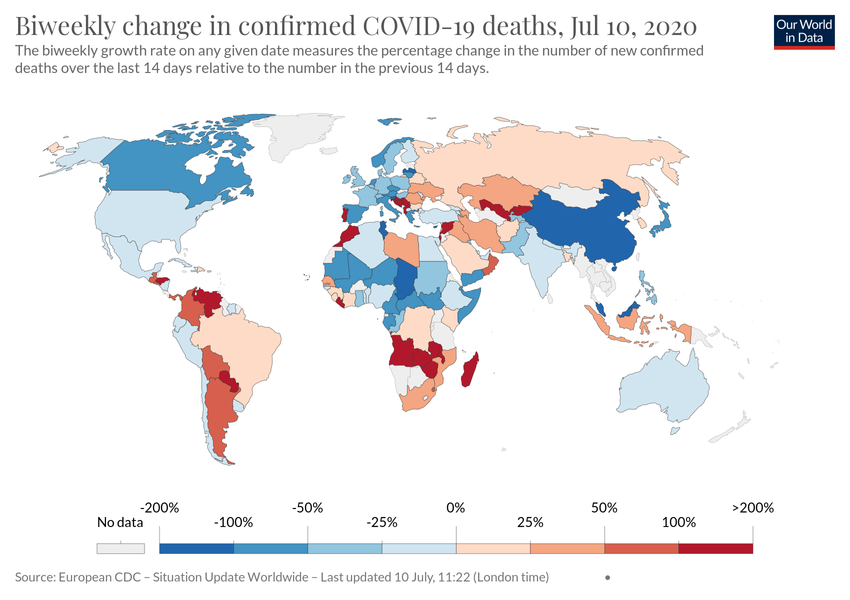 Biweekly change in confirmed COVID-19 deaths, Jul 10, 2020
Our World
in Data
The biweekly growth rate on any given date measures the percentage change in the number of new confirmed
deaths over the last 14 days relative to the number in the previous 14 days.
No data
-200%
-100%
-50%
-25%
0%
25%
50%
100%
>200%
Source: European CDC – Situation Update Worldwide – Last updated 10 July, 11:22 (London time)